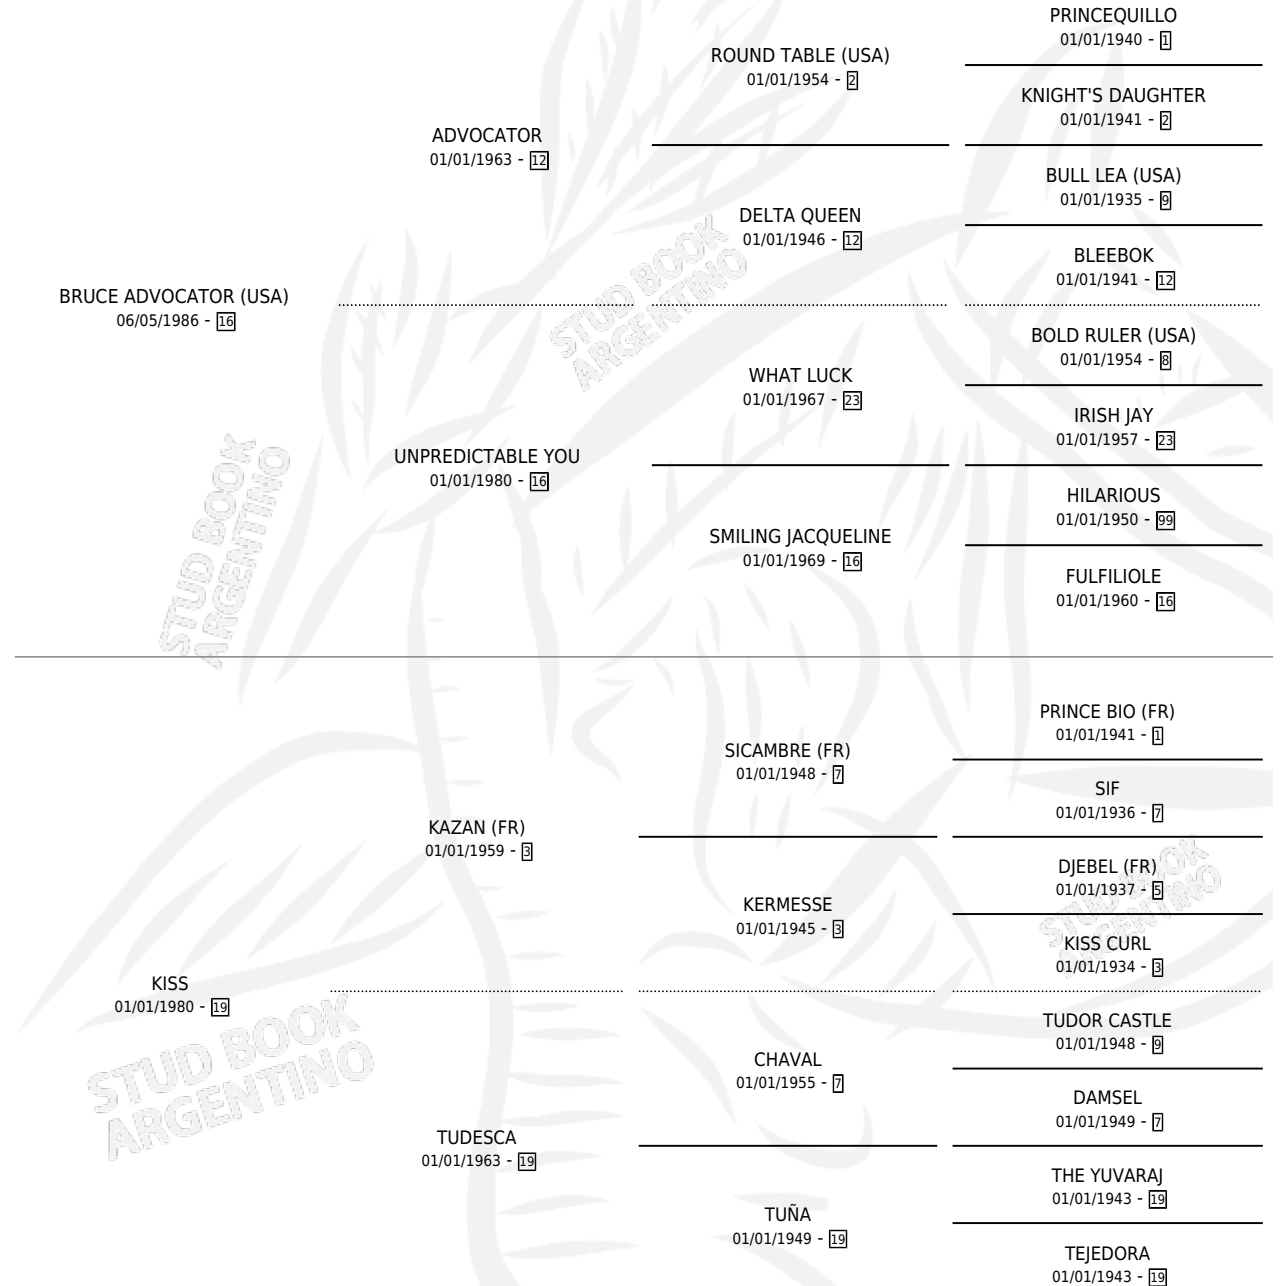 PRINCEQUILLO
01/01/1940 - 1
ROUND TABLE (USA)
01/01/1954 - 2
KNIGHT'S DAUGHTER
01/01/1941 - 2
ADVOCATOR
01/01/1963 - 12
BULL LEA (USA)
01/01/1935 - 9
DELTA QUEEN
01/01/1946 - 12
BLEEBOK
01/01/1941 - 12
BRUCE ADVOCATOR (USA)
06/05/1986 - 16
STUD BOOK
ARGENTINO
BOLD RULER (USA)
01/01/1954 - 8
WHAT LUCK
01/01/1967 - 23
IRISH JAY
01/01/1957 - 23
UNPREDICTABLE YOU
01/01/1980 - 16
HILARIOUS
01/01/1950 - 99
SMILING JACQUELINE
01/01/1969 - 16
FULFILIOLE
01/01/1960 - 16
STUD BOOK
ARGENTINO
PRINCE BIO (FR)
01/01/1941 - 1
SICAMBRE (FR)
01/01/1948 - 7
SIF
01/01/1936 - 7
KAZAN (FR)
01/01/1959 - 3
DJEBEL (FR)
01/01/1937 - 5
KERMESSE
01/01/1945 - 3
STUD BOOK
ARGENTINO
KISS CURL
01/01/1934 - 3
KISS
01/01/1980 - 19
TUDOR CASTLE
01/01/1948 - 9
CHAVAL
01/01/1955 - 7
DAMSEL
01/01/1949 - 7
STUD BOOK
ARGENTINO
TUDESCA
01/01/1963 - 19
THE YUVARAJ
01/01/1943 - 19
TUÑA
01/01/1949 - 19
TEJEDORA
01/01/1943 - 19